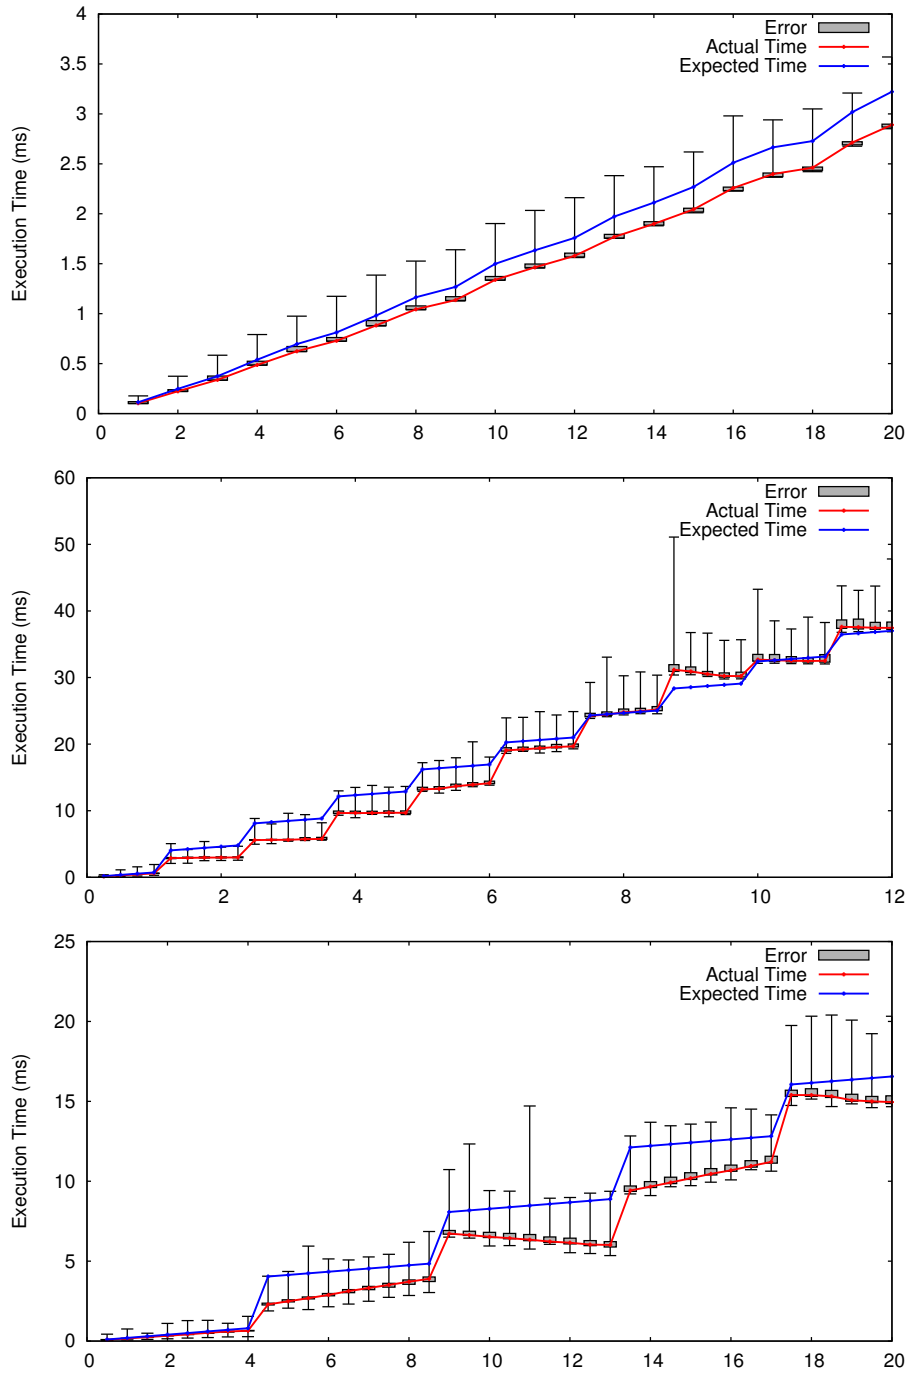 4
3.5
3
2.5
2
1.5
1
0.5
0
Execution Time (ms)
Error
Actual Time
Expected Time
0 2 4 6 8 10 12 14 16 18 20
60
50
40
30
20
10
0
Execution Time (ms)
Error
Actual Time
Expected Time
0 2 4 6 8 10 12
25
20
15
10
5
0
Execution Time (ms)
Error
Actual Time
Expected Time
0 2 4 6 8 10 12 14 16 18 20